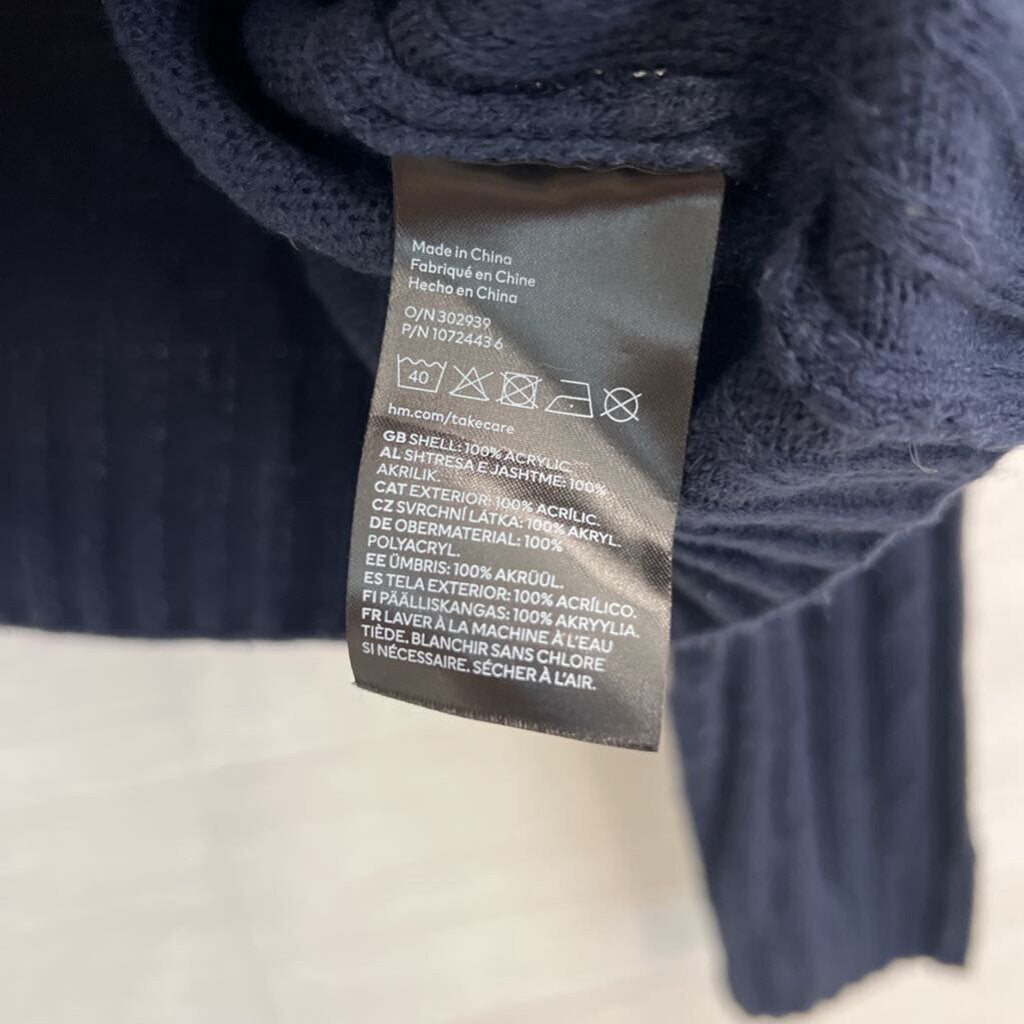 Made in China
Fabriqué en Chine
Hecho en China
O/N 302939
P/N 1072443 6
40
hm.com/takecare
GB SHELL: 100% ACRYLIC
AL SHTRESA E JASHTME: 100%
AKRILIK.
CAT EXTERIOR: 100% ACRÍLIC.
CZ SVRCHNÍ LÁTKA: 100% AKRYL.
DE OBERMATERIAL: 100%
POLYACRYL.
EE ÜMBRIS: 100% AKRÜÜL.
ES TELA EXTERIOR: 100% ACRÍLICO.
FI PÄÄLLISKANGAS: 100% AKRYYLIA.
FR LAVER À LA MACHINE À L'EAU
TIÈDE. BLANCHIR SANS CHLORE
SI NÉCESSAIRE. SÉCHER À L'AIR.